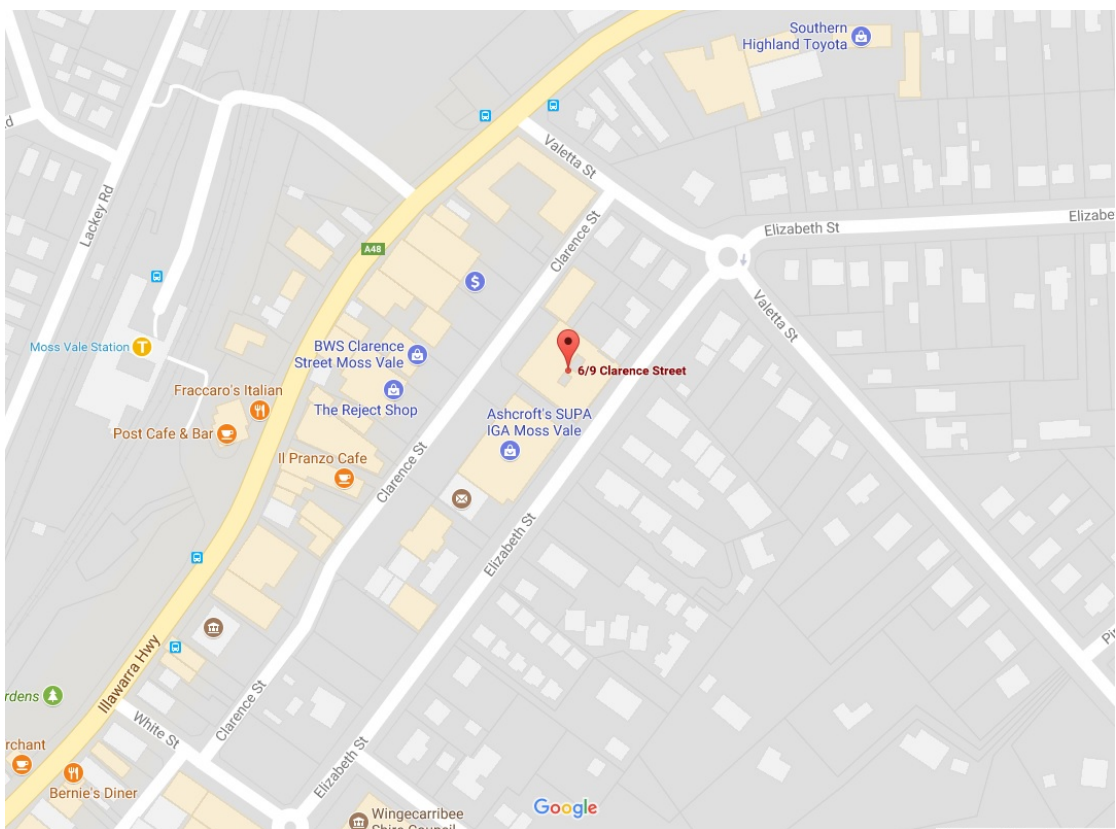 Southern
Highland Toyota
Valetta St
Elizabeth St
Elizabe
Lackey Rd
Clarence St
A48
$
Valetta St
Moss Vale Station
T
BWS Clarence
Street Moss Vale
6/9 Clarence Street
Fraccaro's Italian
The Reject Shop
Ashcroft's SUPA
IGA Moss Vale
Post Cafe & Bar
Il Pranzo Cafe
Clarence St
Elizabeth St
Illawarra Hwy
rdens
Clarence St
White St
rchant
Bernie's Diner
Elizabeth St
Google
Wingecarribee
Shire Council